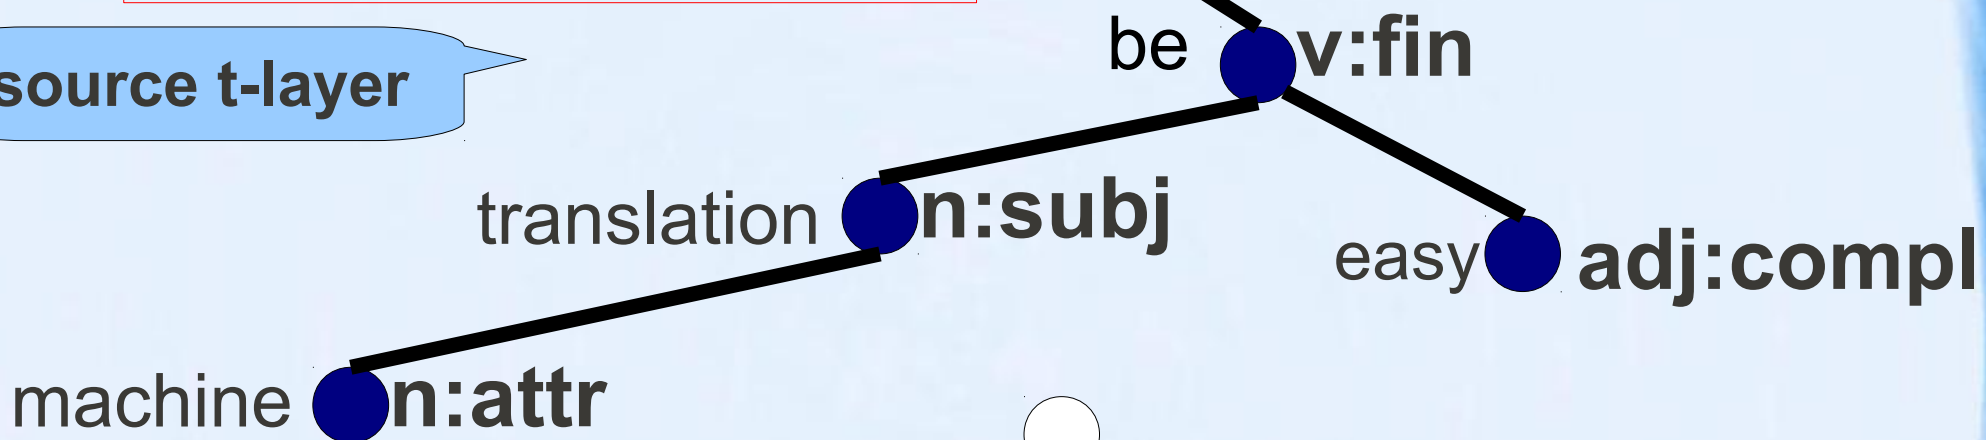 be v:fin
source t-layer
translation n:subj
easy adj:compl
machine n:attr